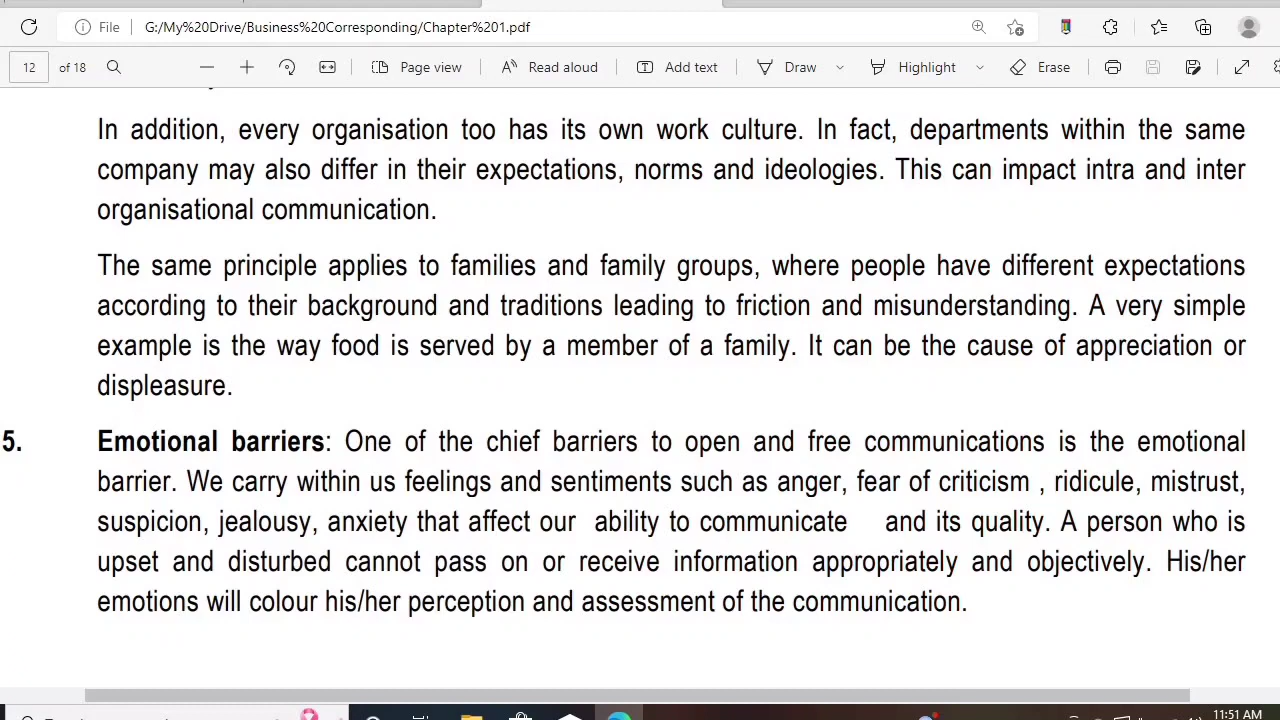 File G:/My%20Drive/Business%20Corresponding/Chapter%201.pdf
12 of 18 Page view Read aloud Add text Draw Highlight Erase
In addition, every organisation too has its own work culture. In fact, departments within the same
company may also differ in their expectations, norms and ideologies. This can impact intra and inter
organisational communication.
The same principle applies to families and family groups, where people have different expectations
according to their background and traditions leading to friction and misunderstanding. A very simple
example is the way food is served by a member of a family. It can be the cause of appreciation or
displeasure.
5. Emotional barriers: One of the chief barriers to open and free communications is the emotional
barrier. We carry within us feelings and sentiments such as anger, fear of criticism , ridicule, mistrust,
suspicion, jealousy, anxiety that affect our ability to communicate and its quality. A person who is
upset and disturbed cannot pass on or receive information appropriately and objectively. His/her
emotions will colour his/her perception and assessment of the communication.
11:51 AM